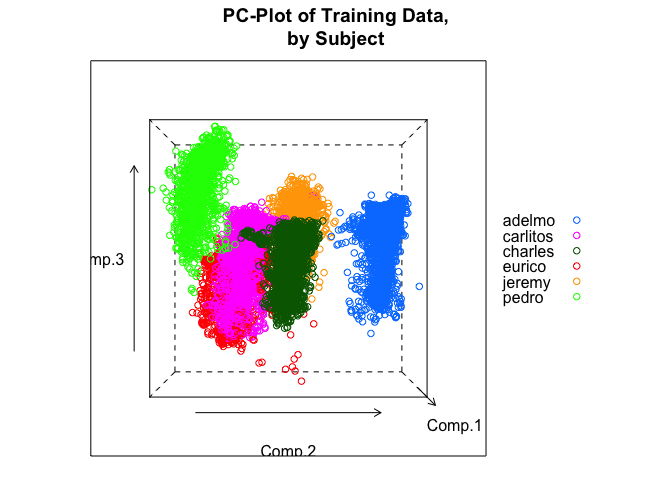 PC-Plot of Training Data,
by Subject
mp.3
Comp.1
Comp.2
adelmo
carlitos
charles
eurico
jeremy
pedro